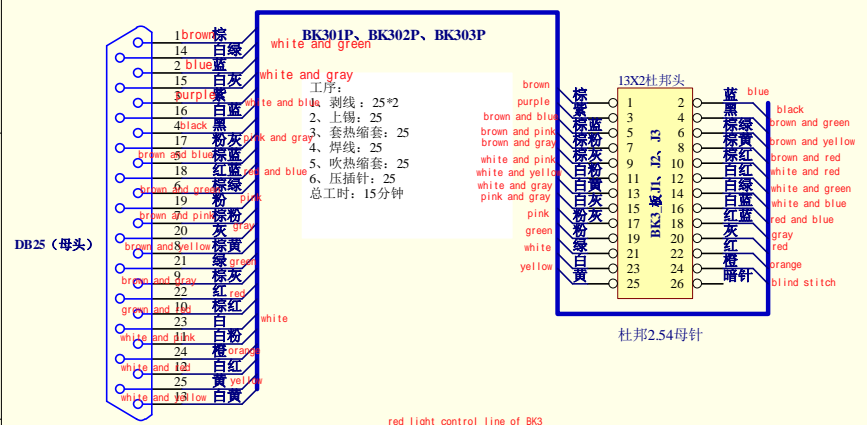 BK301P、BK302P、BK303P
DB25（母头）
1 brown 棕
14 白绿 white and green
2 blue 蓝
15 白灰 white and gray
3 purple 紫
16 白蓝 white and blue
4 black 黑
17 粉灰 pink and gray
5 brown and blue 棕蓝
18 红蓝 red and blue
6 brown and green 棕绿
19 粉 pink
7 brown and pink 棕粉
20 灰 gray
8 brown and yellow 棕黄
21 绿 green
9 brown and gray 棕灰
22 红 red
10 grown and red 棕红
23 白 white
11 white and pink 白粉
24 橙 orange
12 white and red 白红
25 黄 yellow
13 white and yellow 白黄
工序：
1、剥线：25*2
2、上锡：25
3、套热缩套：25
4、焊线：25
5、吹热缩套：25
6、压插针：25
总工时：15分钟
13X2杜邦头
BK3_板J1、J2、J3
brown 棕 1 2 蓝 blue
purple 紫 3 4 黑 black
brown and blue 棕蓝 5 6 棕绿 brown and green
brown and pink 棕粉 7 8 棕黄 brown and yellow
brown and gray 棕灰 9 10 棕红 brown and red
white and pink 白粉 11 12 白红 white and red
white and yellow 白黄 13 14 白绿 white and green
white and gray 白灰 15 16 白蓝 white and blue
pink and gray 粉灰 17 18 红蓝 red and blue
pink 粉 19 20 灰 gray
green 绿 21 22 红 red
white 白 23 24 橙 orange
yellow 黄 25 26 暗针 blind stitch
杜邦2.54母针
red light control line of BK3